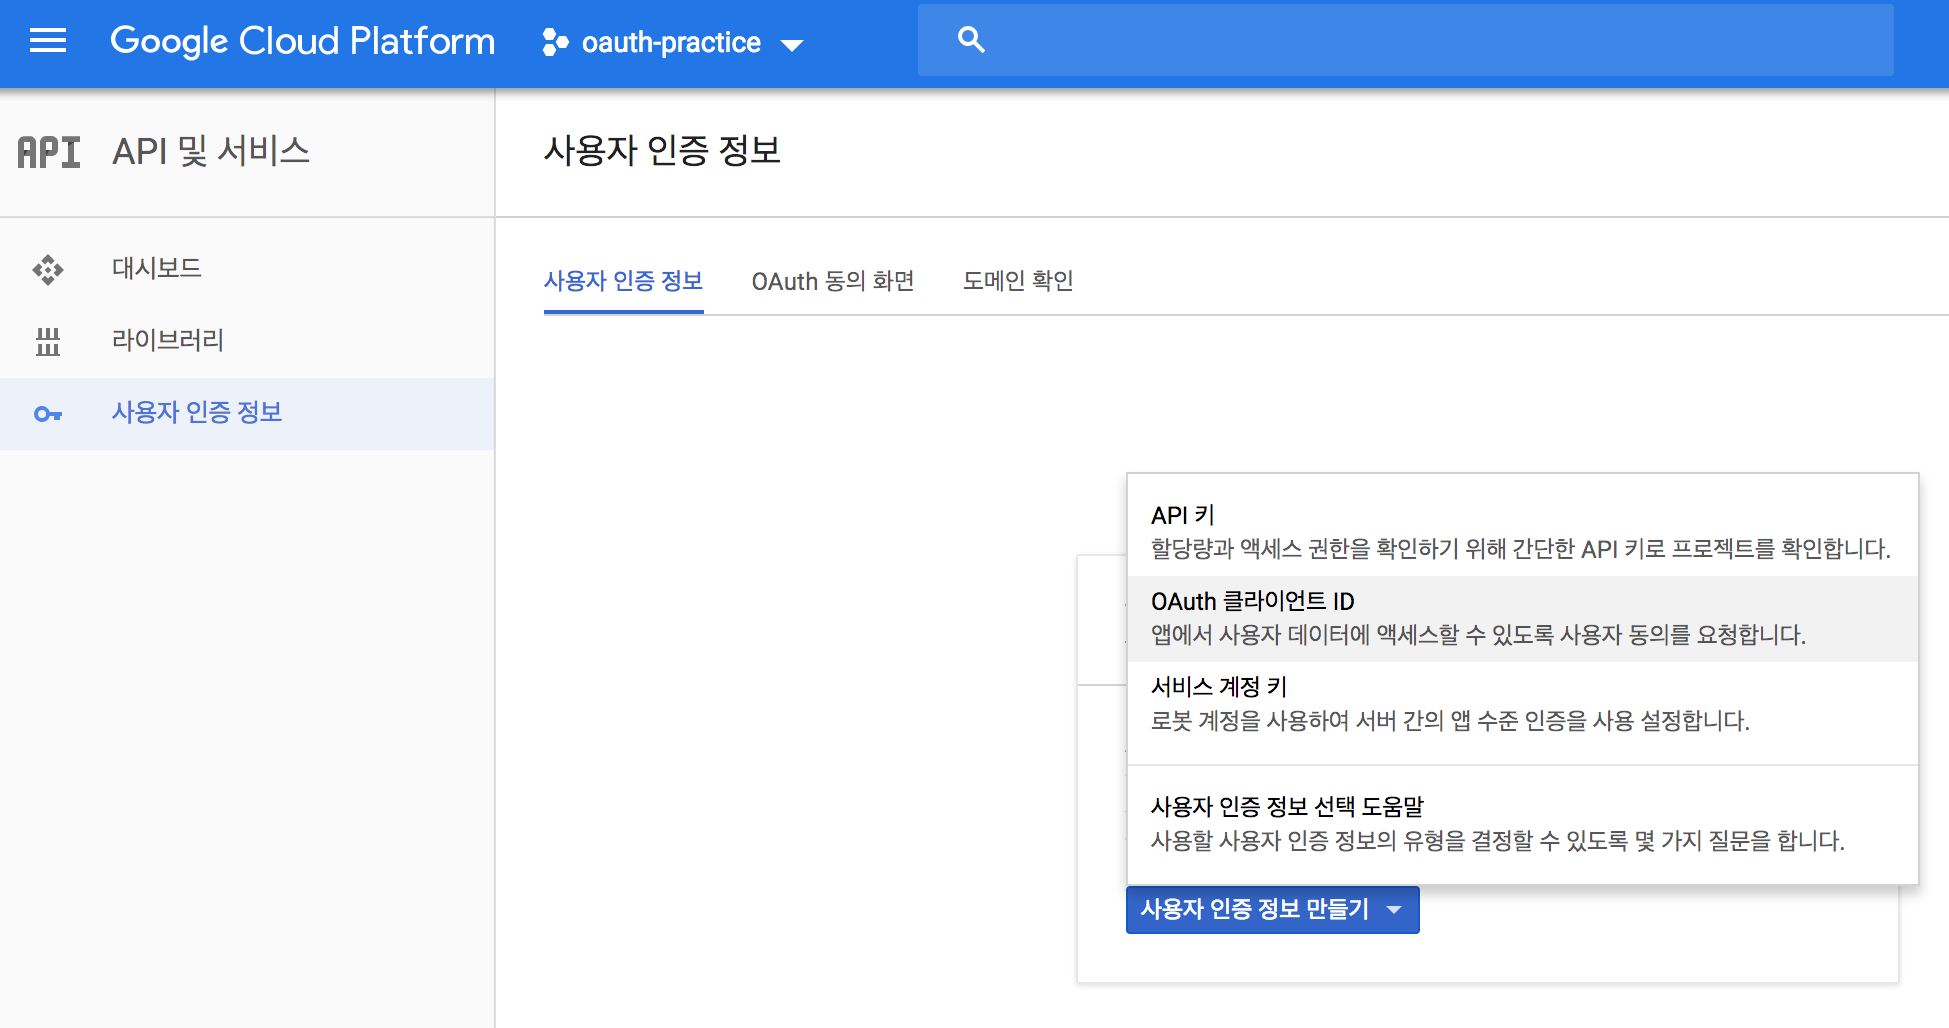 Google Cloud Platform
oauth-practice
API
API 및 서비스
사용자 인증 정보
대시보드
라이브러리
사용자 인증 정보
사용자 인증 정보
OAuth 동의 화면
도메인 확인
API 키
할당량과 액세스 권한을 확인하기 위해 간단한 API 키로 프로젝트를 확인합니다.
OAuth 클라이언트 ID
앱에서 사용자 데이터에 액세스할 수 있도록 사용자 동의를 요청합니다.
서비스 계정 키
로봇 계정을 사용하여 서버 간의 앱 수준 인증을 사용 설정합니다.
사용자 인증 정보 선택 도움말
사용할 사용자 인증 정보의 유형을 결정할 수 있도록 몇 가지 질문을 합니다.
사용자 인증 정보 만들기